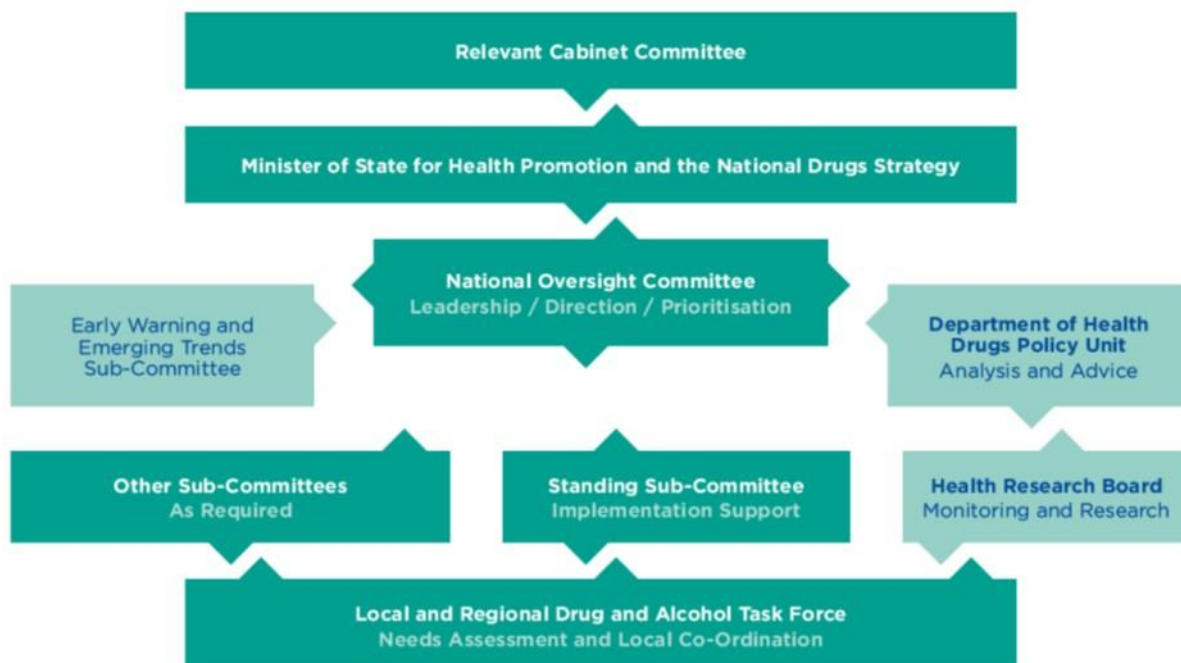 Relevant Cabinet Committee
Minister of State for Health Promotion and the National Drugs Strategy
National Oversight Committee
Leadership / Direction / Prioritisation
Early Warning and
Emerging Trends
Sub-Committee
Department of Health
Drugs Policy Unit
Analysis and Advice
Other Sub-Committees
As Required
Standing Sub-Committee
Implementation Support
Health Research Board
Monitoring and Research
Local and Regional Drug and Alcohol Task Force
Needs Assessment and Local Co-Ordination